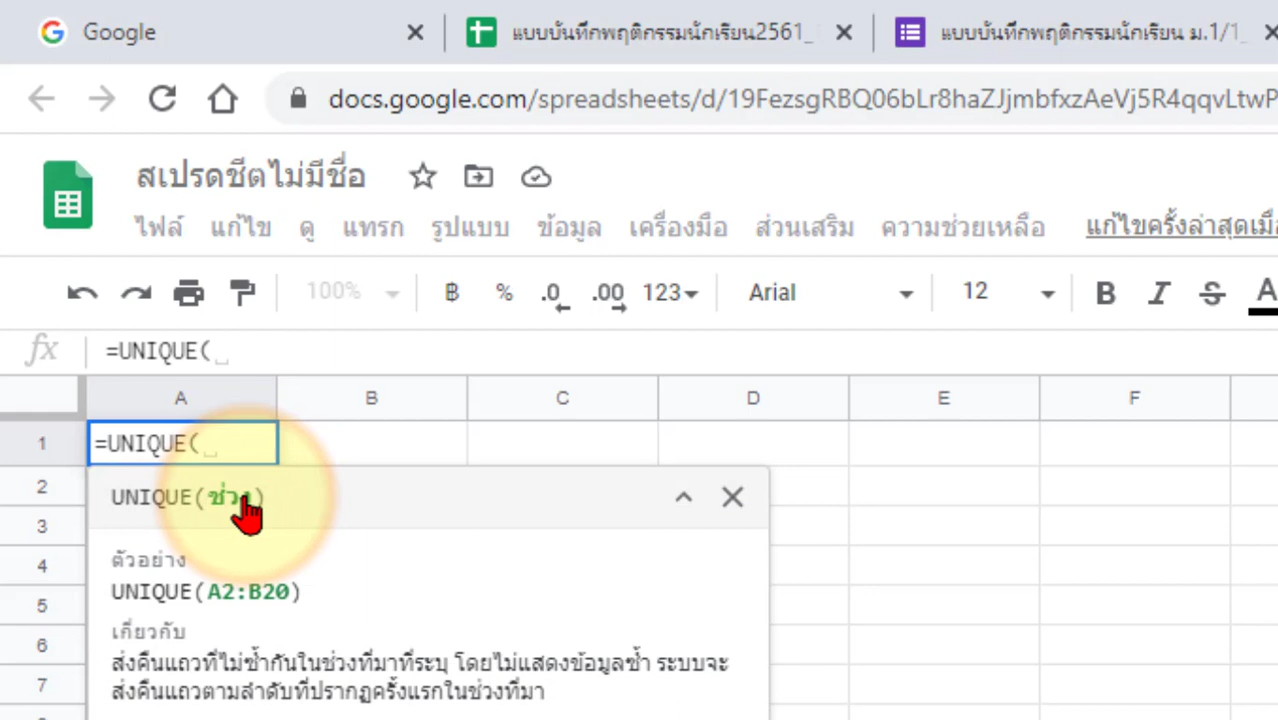 Google
แบบบันทึกพฤติกรรมนักเรียน2561_
แบบบันทึกพฤติกรรมนักเรียน ม.1/1_
docs.google.com/spreadsheets/d/19FezsgRBQ06bLr8haZJjmbfxzAeVj5R4qqvLtwP
สเปรดชีตไม่มีชื่อ
ไฟล์ แก้ไข ดู แทรก รูปแบบ ข้อมูล เครื่องมือ ส่วนเสริม ความช่วยเหลือ แก้ไขครั้งล่าสุดเมื่อ
100% ฿ % .0 .00 123 Arial 12 B I S A
fx =UNIQUE(
A B C D E F
1 =UNIQUE(
2 UNIQUE(ช่วง)
3
4 ตัวอย่าง
5 UNIQUE(A2:B20)
6 เกี่ยวกับ
7 ส่งคืนแถวที่ไม่ซ้ำกันในช่วงที่มาที่ระบุ โดยไม่แสดงข้อมูลซ้ำ ระบบจะ
ส่งคืนแถวตามลำดับที่ปรากฏครั้งแรกในช่วงที่มา